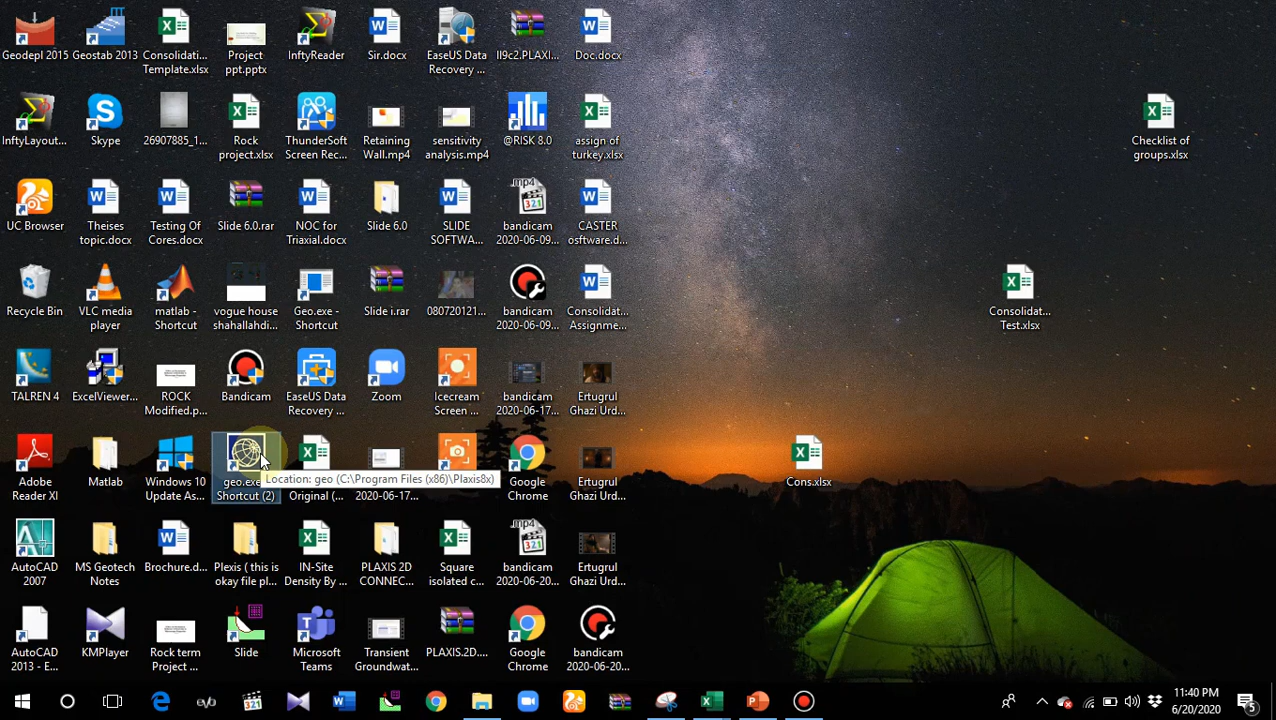 Geodepl 2015
Geostab 2013
Consolidati...
Template.xlsx
Project
ppt.pptx
InftyReader
Sir.docx
EaseUS Data
Recovery ...
II9c2.PLAXI...
Doc.docx
InftyLayout...
Skype
26907885_1...
Rock
project.xlsx
ThunderSoft
Screen Rec...
Retaining
Wall.mp4
sensitivity
analysis.mp4
@RISK 8.0
assign of
turkey.xlsx
Checklist of
groups.xlsx
UC Browser
Theises
topic.docx
Testing Of
Cores.docx
Slide 6.0.rar
NOC for
Triaxial.docx
Slide 6.0
SLIDE
SOFTWA...
.mp4
321
bandicam
2020-06-09...
CASTER
osftware.d...
Recycle Bin
VLC media
player
matlab -
Shortcut
vogue house
shahallahdi...
Geo.exe -
Shortcut
Slide i.rar
080720121...
bandicam
2020-06-09...
Consolidat...
Assignme...
Consolidat...
Test.xlsx
TALREN 4
ExcelViewer...
ROCK
Modified.p...
Bandicam
EaseUS Data
Recovery ...
Zoom
Icecream
Screen ...
bandicam
2020-06-17...
Ertugrul
Ghazi Urd...
Adobe
Reader XI
Matlab
Windows 10
Update As...
geo.exe
Shortcut (2)
Location: geo (C:\Program Files (x86)\Plaxis8x)
Original (...
2020-06-17...
Google
Chrome
Ertugrul
Ghazi Urd...
Cons.xlsx
AutoCAD
2007
MS Geotech
Notes
Brochure.d...
Plexis ( this is
okay file pl...
IN-Site
Density By ...
PLAXIS 2D
CONNEC...
Square
isolated c...
.mp4
321
bandicam
2020-06-20...
Ertugrul
Ghazi Urd...
AutoCAD
2013 - E...
KMPlayer
Rock term
Project ...
Slide
Microsoft
Teams
Transient
Groundwat...
PLAXIS.2D....
Google
Chrome
bandicam
2020-06-20...
321
11:40 PM
6/20/2020
5